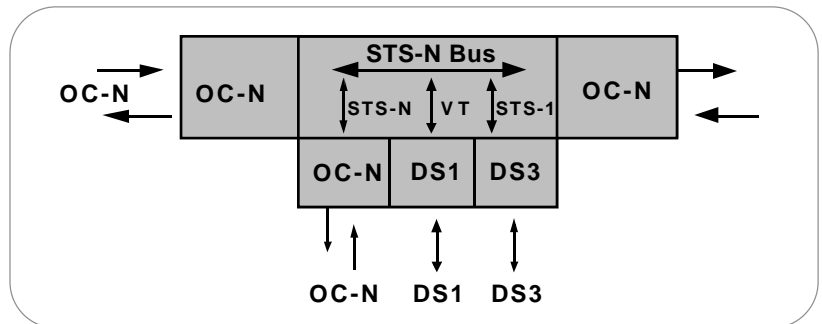 STS-N Bus
OC-N
OC-N
OC-N
STS-N
VT
STS-1
OC-N
DS1
DS3
OC-N
DS1
DS3